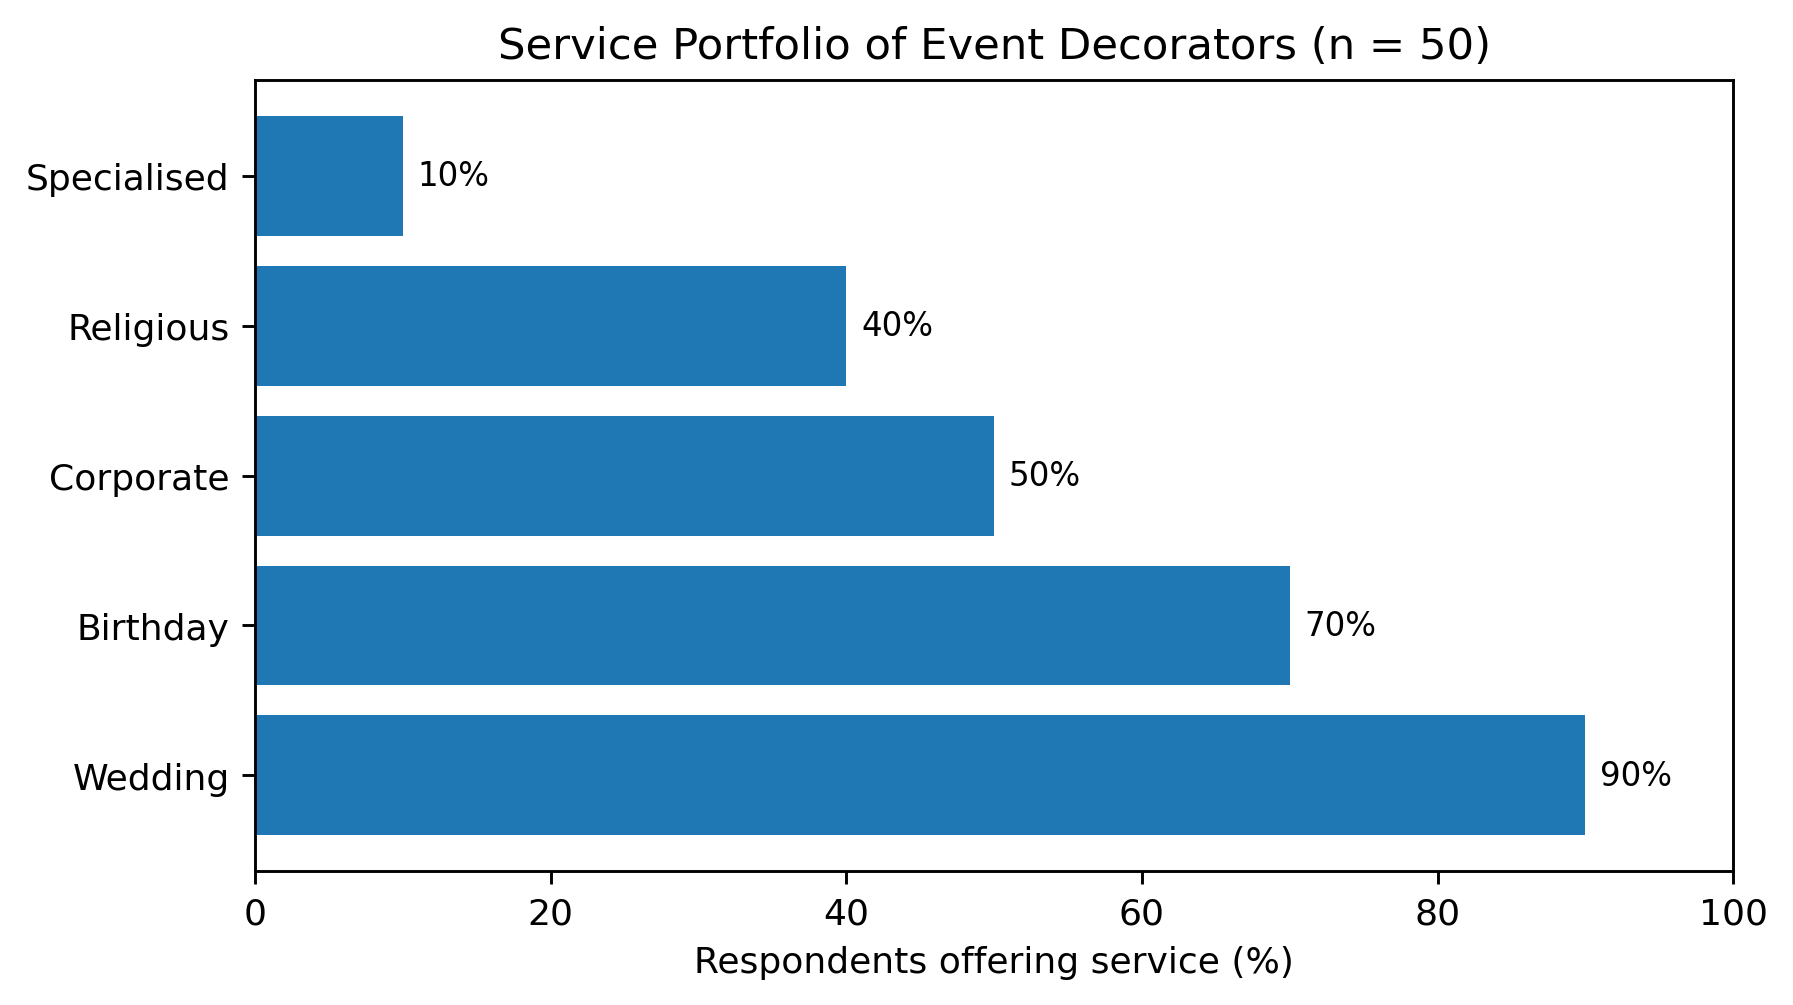 Service Portfolio of Event Decorators (n = 50)
Specialised
10%
Religious
40%
Corporate
50%
Birthday
70%
Wedding
90%
0 20 40 60 80 100
Respondents offering service (%)